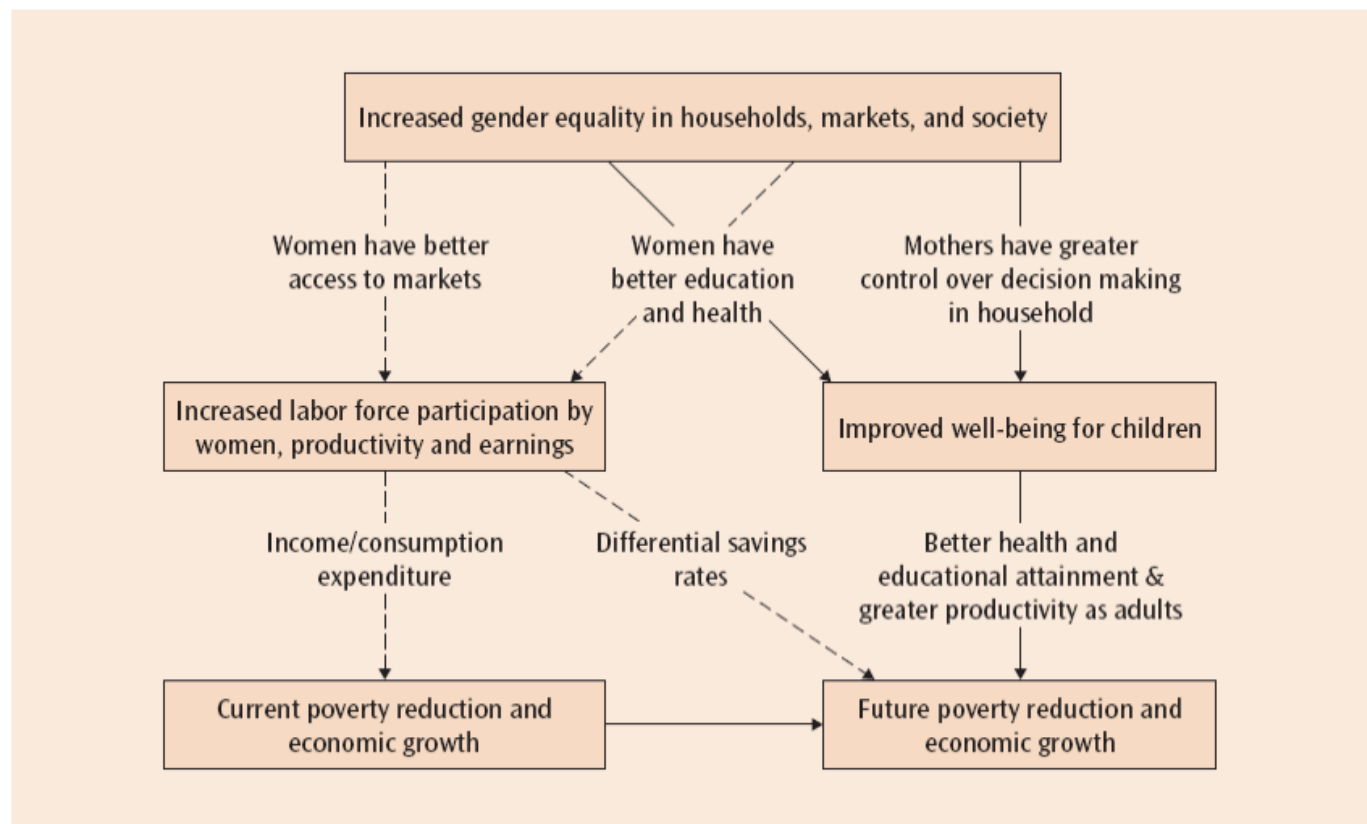 Increased gender equality in households, markets, and society
Women have better
access to markets
Women have
better education
and health
Mothers have greater
control over decision making
in household
Increased labor force participation by
women, productivity and earnings
Improved well-being for children
Income/consumption
expenditure
Differential savings
rates
Better health and
educational attainment &
greater productivity as adults
Current poverty reduction and
economic growth
Future poverty reduction and
economic growth